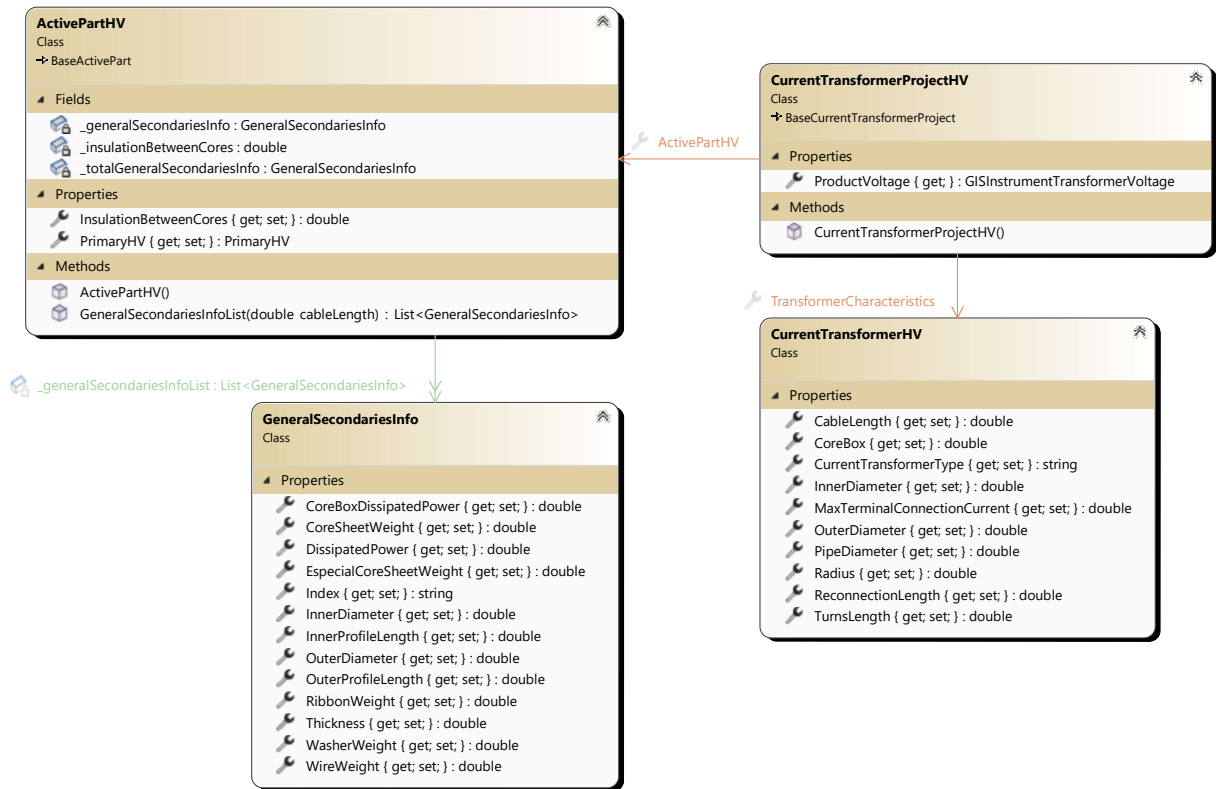 ActivePartHV
Class
BaseActivePart
Fields
_generalSecondariesInfo : GeneralSecondariesInfo
_insulationBetweenCores : double
_totalGeneralSecondariesInfo : GeneralSecondariesInfo
Properties
InsulationBetweenCores { get; set; } : double
PrimaryHV { get; set; } : PrimaryHV
Methods
ActivePartHV()
GeneralSecondariesInfoList(double cableLength) : List<GeneralSecondariesInfo>
ActivePartHV
CurrentTransformerProjectHV
Class
BaseCurrentTransformerProject
Properties
ProductVoltage { get; } : GISInstrumentTransformerVoltage
Methods
CurrentTransformerProjectHV()
TransformerCharacteristics
CurrentTransformerHV
Class
Properties
CableLength { get; set; } : double
CoreBox { get; set; } : double
CurrentTransformerType { get; set; } : string
InnerDiameter { get; set; } : double
MaxTerminalConnectionCurrent { get; set; } : double
OuterDiameter { get; set; } : double
PipeDiameter { get; set; } : double
Radius { get; set; } : double
ReconnectionLength { get; set; } : double
TurnsLength { get; set; } : double
_generalSecondariesInfoList : List<GeneralSecondariesInfo>
GeneralSecondariesInfo
Class
Properties
CoreBoxDissipatedPower { get; set; } : double
CoreSheetWeight { get; set; } : double
DissipatedPower { get; set; } : double
EspecialCoreSheetWeight { get; set; } : double
Index { get; set; } : string
InnerDiameter { get; set; } : double
InnerProfileLength { get; set; } : double
OuterDiameter { get; set; } : double
OuterProfileLength { get; set; } : double
RibbonWeight { get; set; } : double
Thickness { get; set; } : double
WasherWeight { get; set; } : double
WireWeight { get; set; } : double